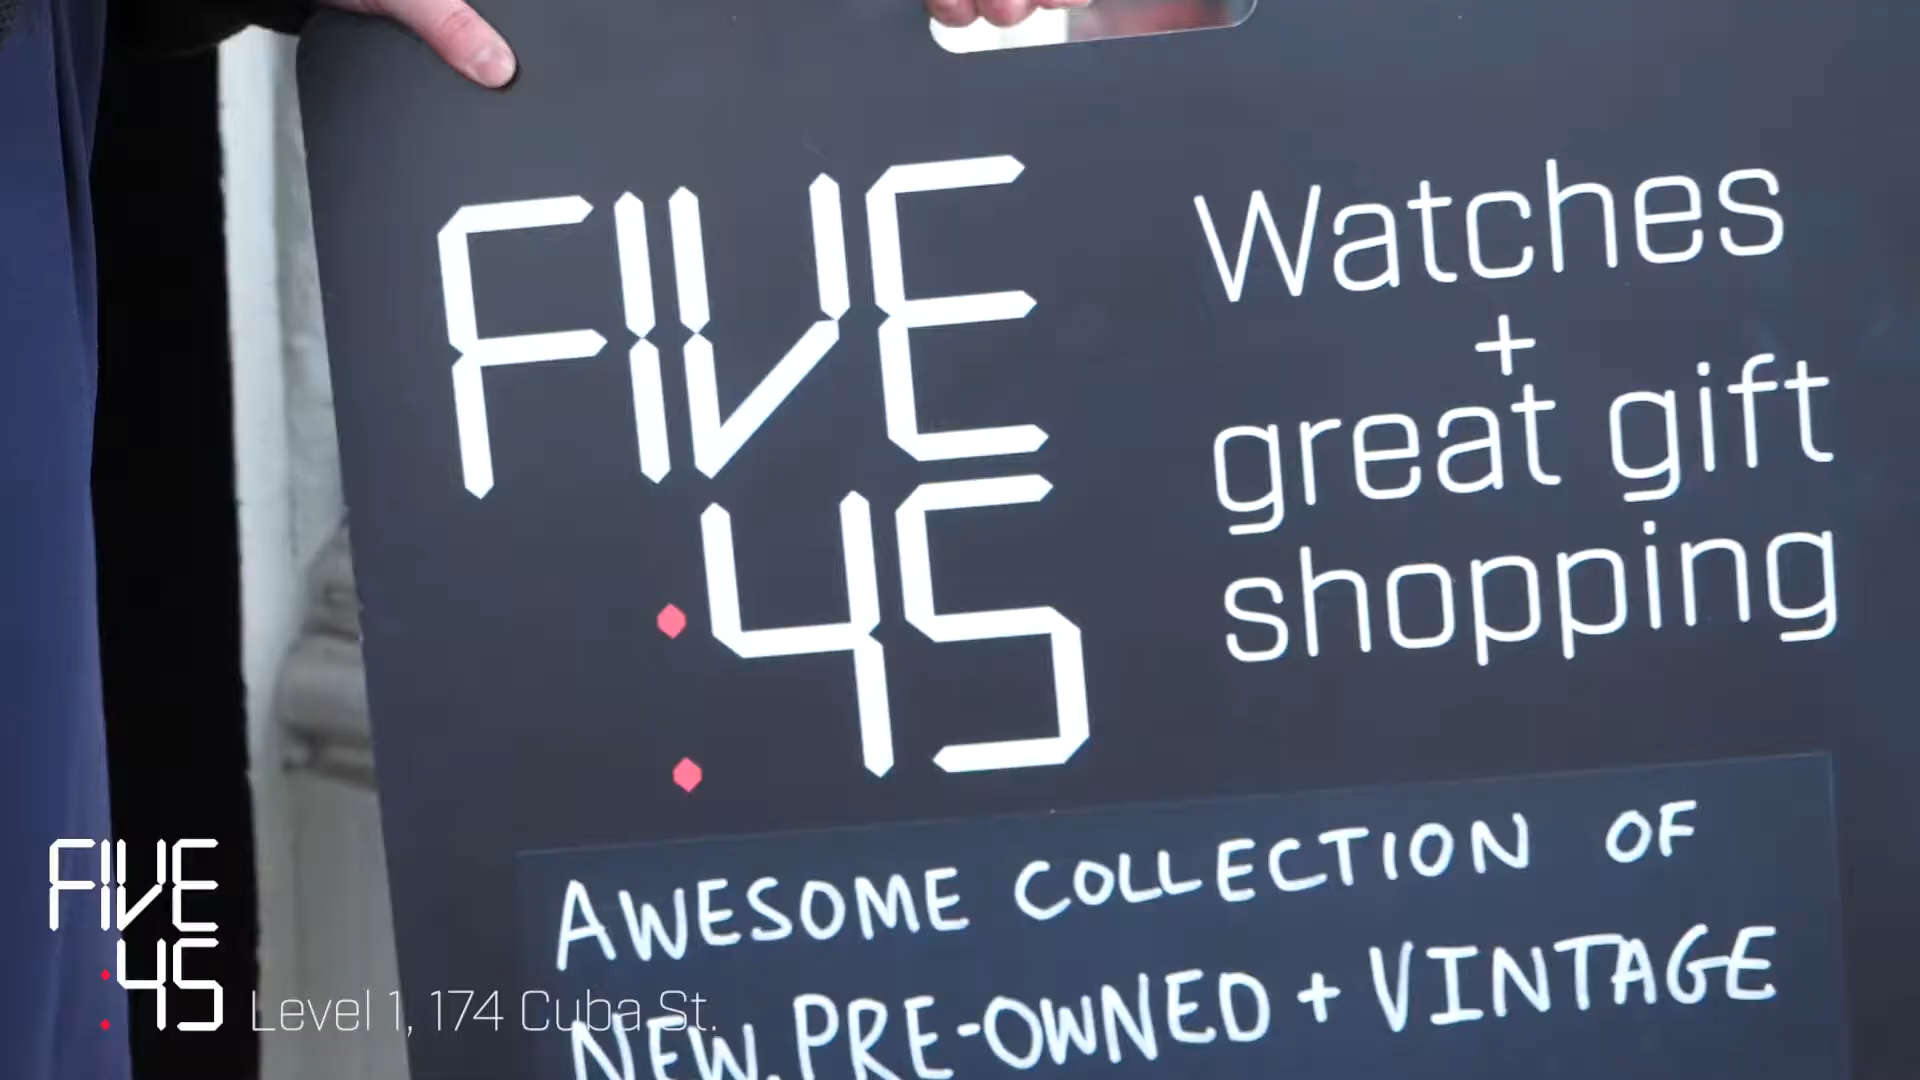 FIVE
:45
Watches
+
great gift
shopping
AWESOME COLLECTION OF
NEW, PRE-OWNED + VINTAGE
FIVE
:45
Level 1, 174 Cuba St.